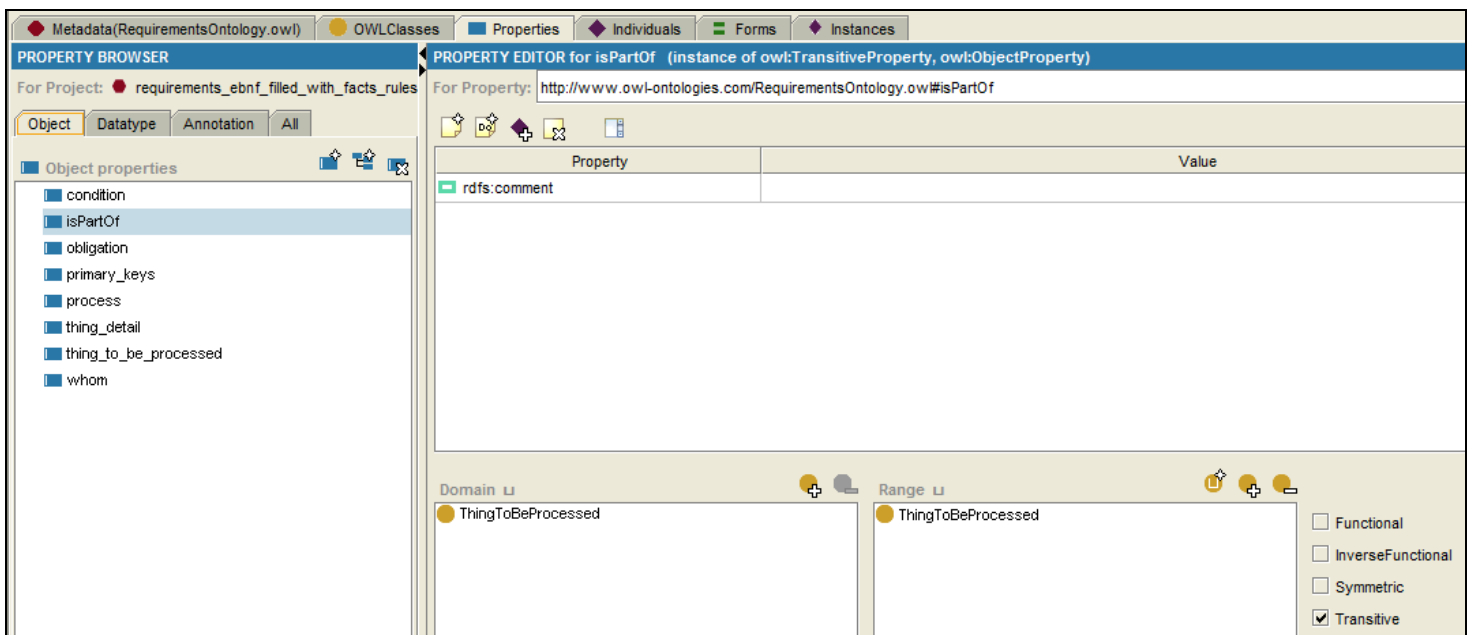 Metadata(RequirementsOntology.owl) OWLClasses Properties Individuals Forms Instances
PROPERTY BROWSER
For Project: requirements_ebnf_filled_with_facts_rules
Object Datatype Annotation All
Object properties
condition
isPartOf
obligation
primary_keys
process
thing_detail
thing_to_be_processed
whom
PROPERTY EDITOR for isPartOf (instance of owl:TransitiveProperty, owl:ObjectProperty)
For Property: http://www.owl-ontologies.com/RequirementsOntology.owl#isPartOf
Property Value
rdfs:comment
Domain ⊔
ThingToBeProcessed
Range ⊔
ThingToBeProcessed
Functional
InverseFunctional
Symmetric
Transitive